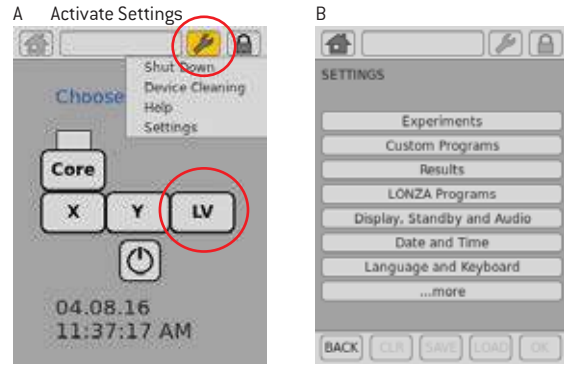 A Activate Settings
Shut Down
Device Cleaning
Help
Settings
Choose
Core
X Y LV
04.08.16
11:37:17 AM
B
SETTINGS
Experiments
Custom Programs
Results
LONZA Programs
Display, Standby and Audio
Date and Time
Language and Keyboard
...more
BACK CLR SAVE LOAD OK